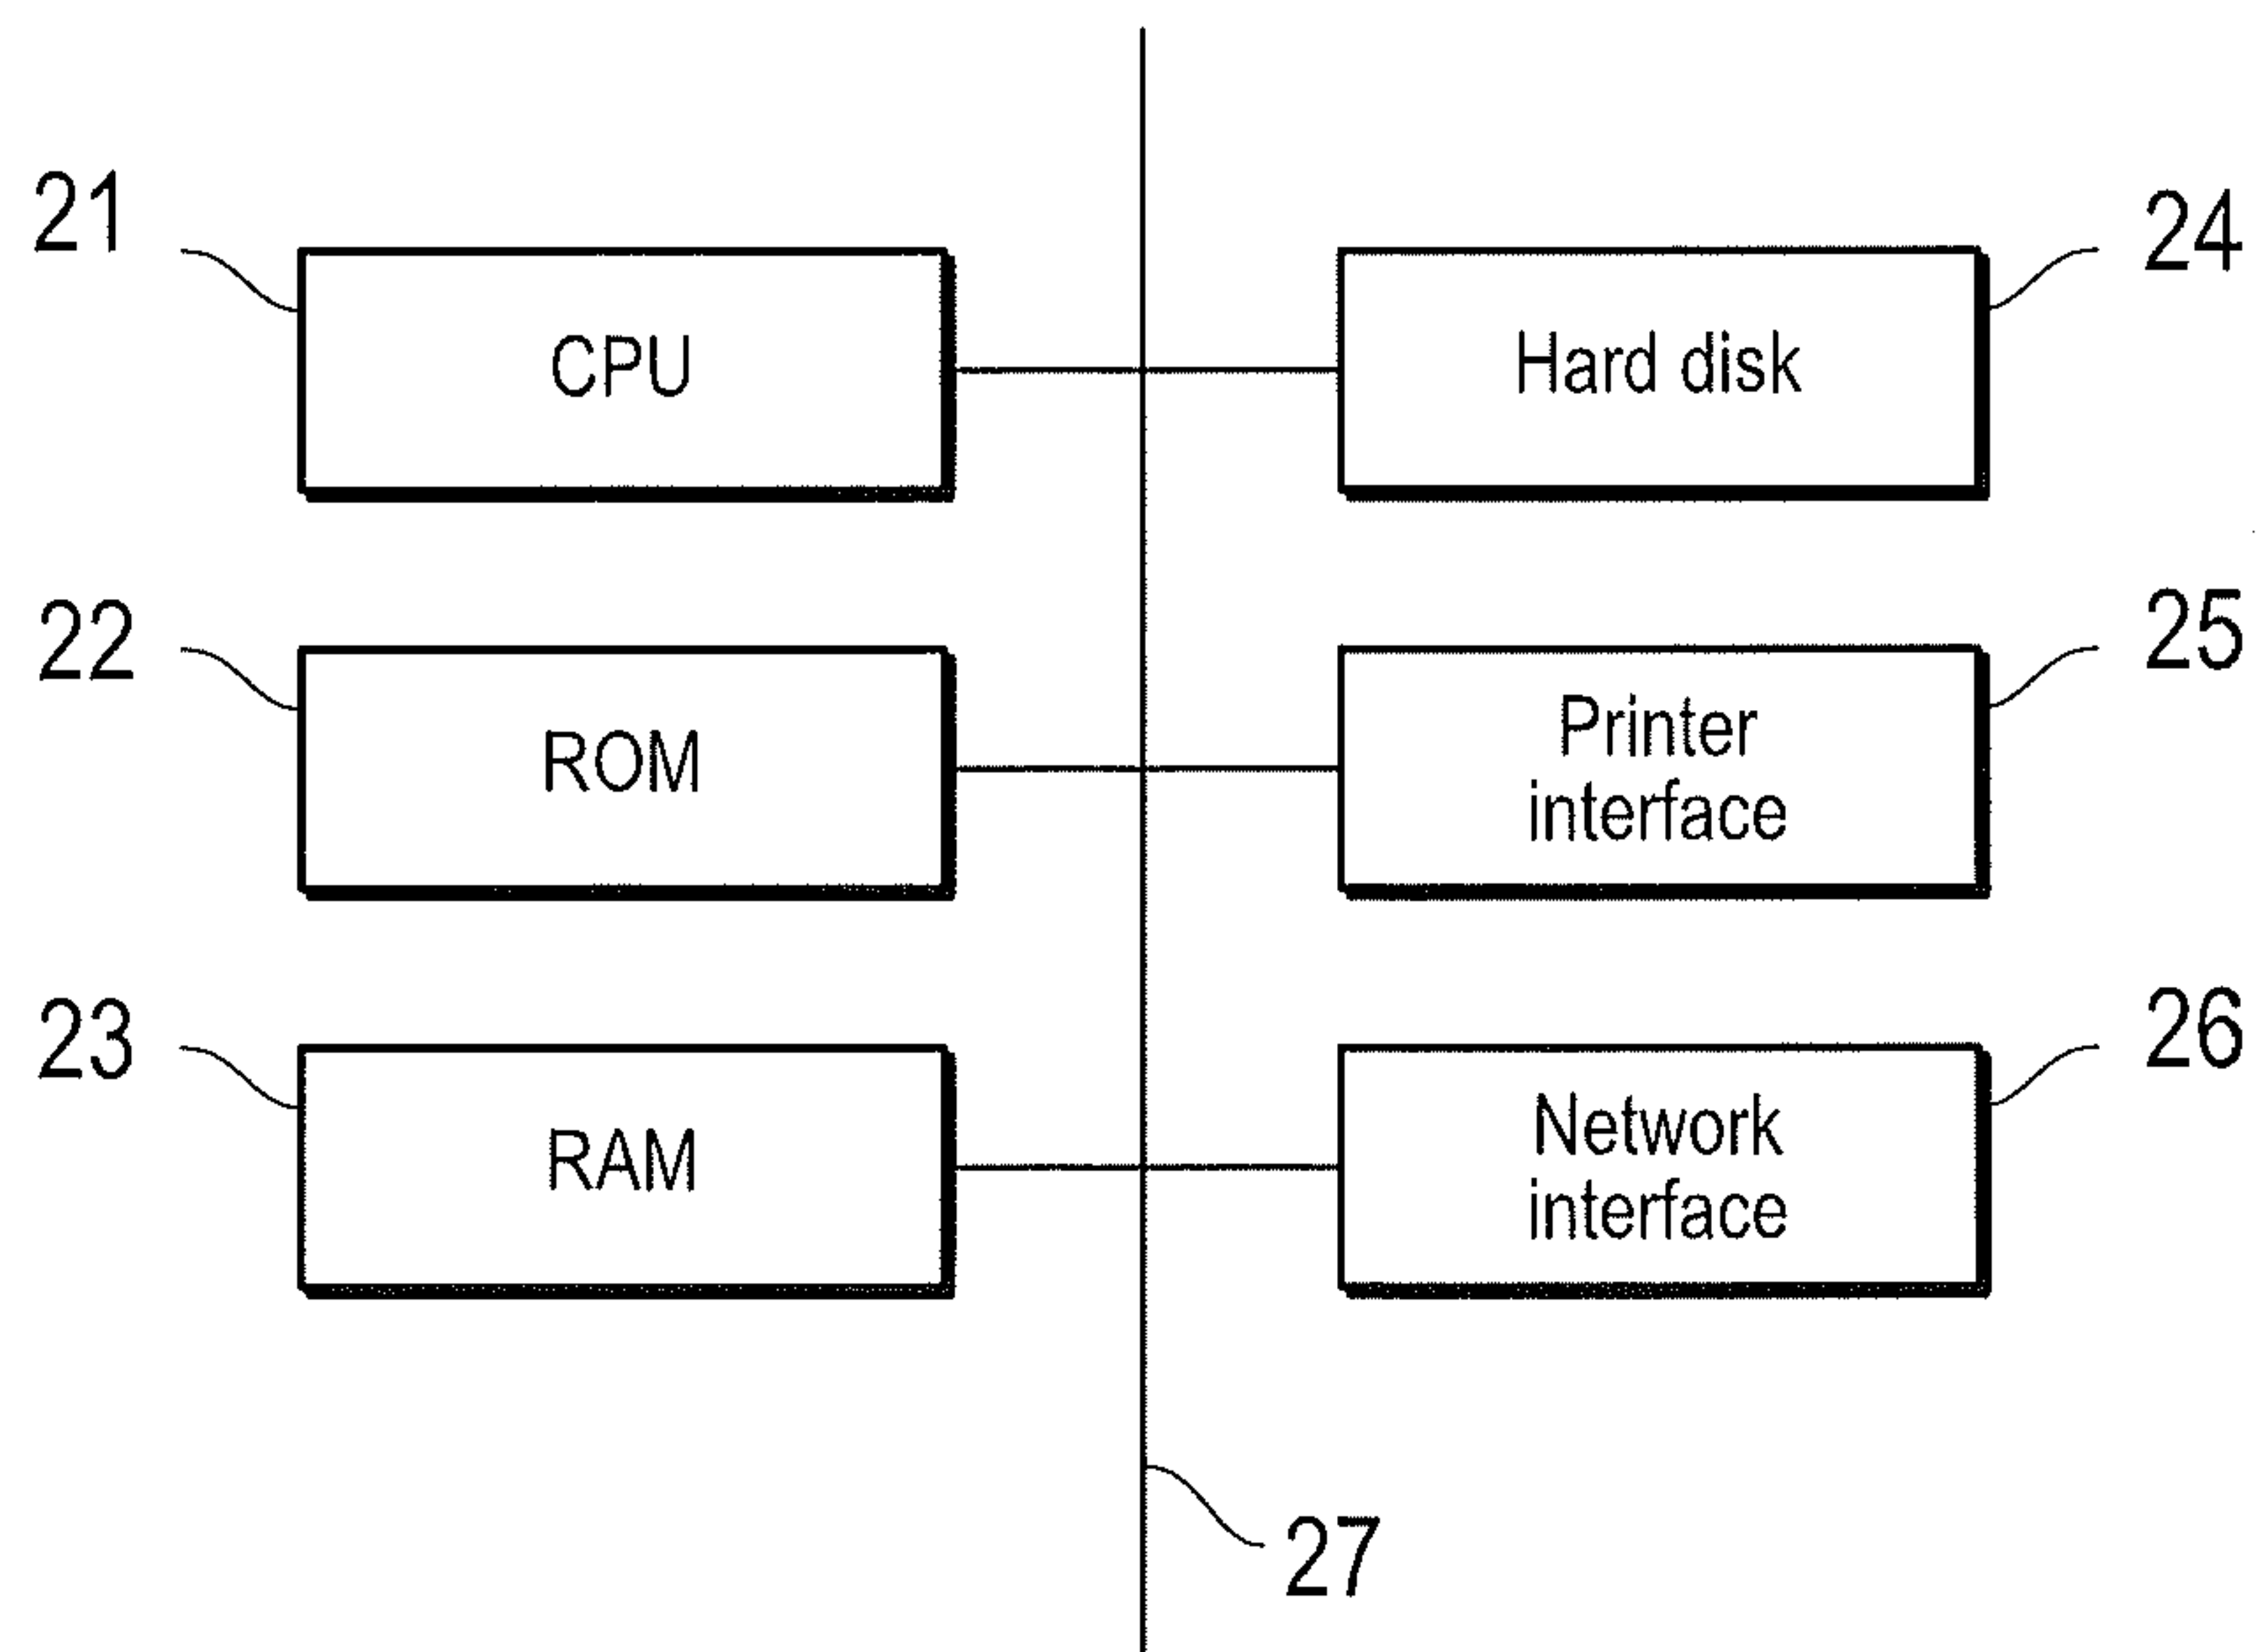 21
CPU
24
Hard disk
22
ROM
25
Printer
interface
23
RAM
26
Network
interface
27